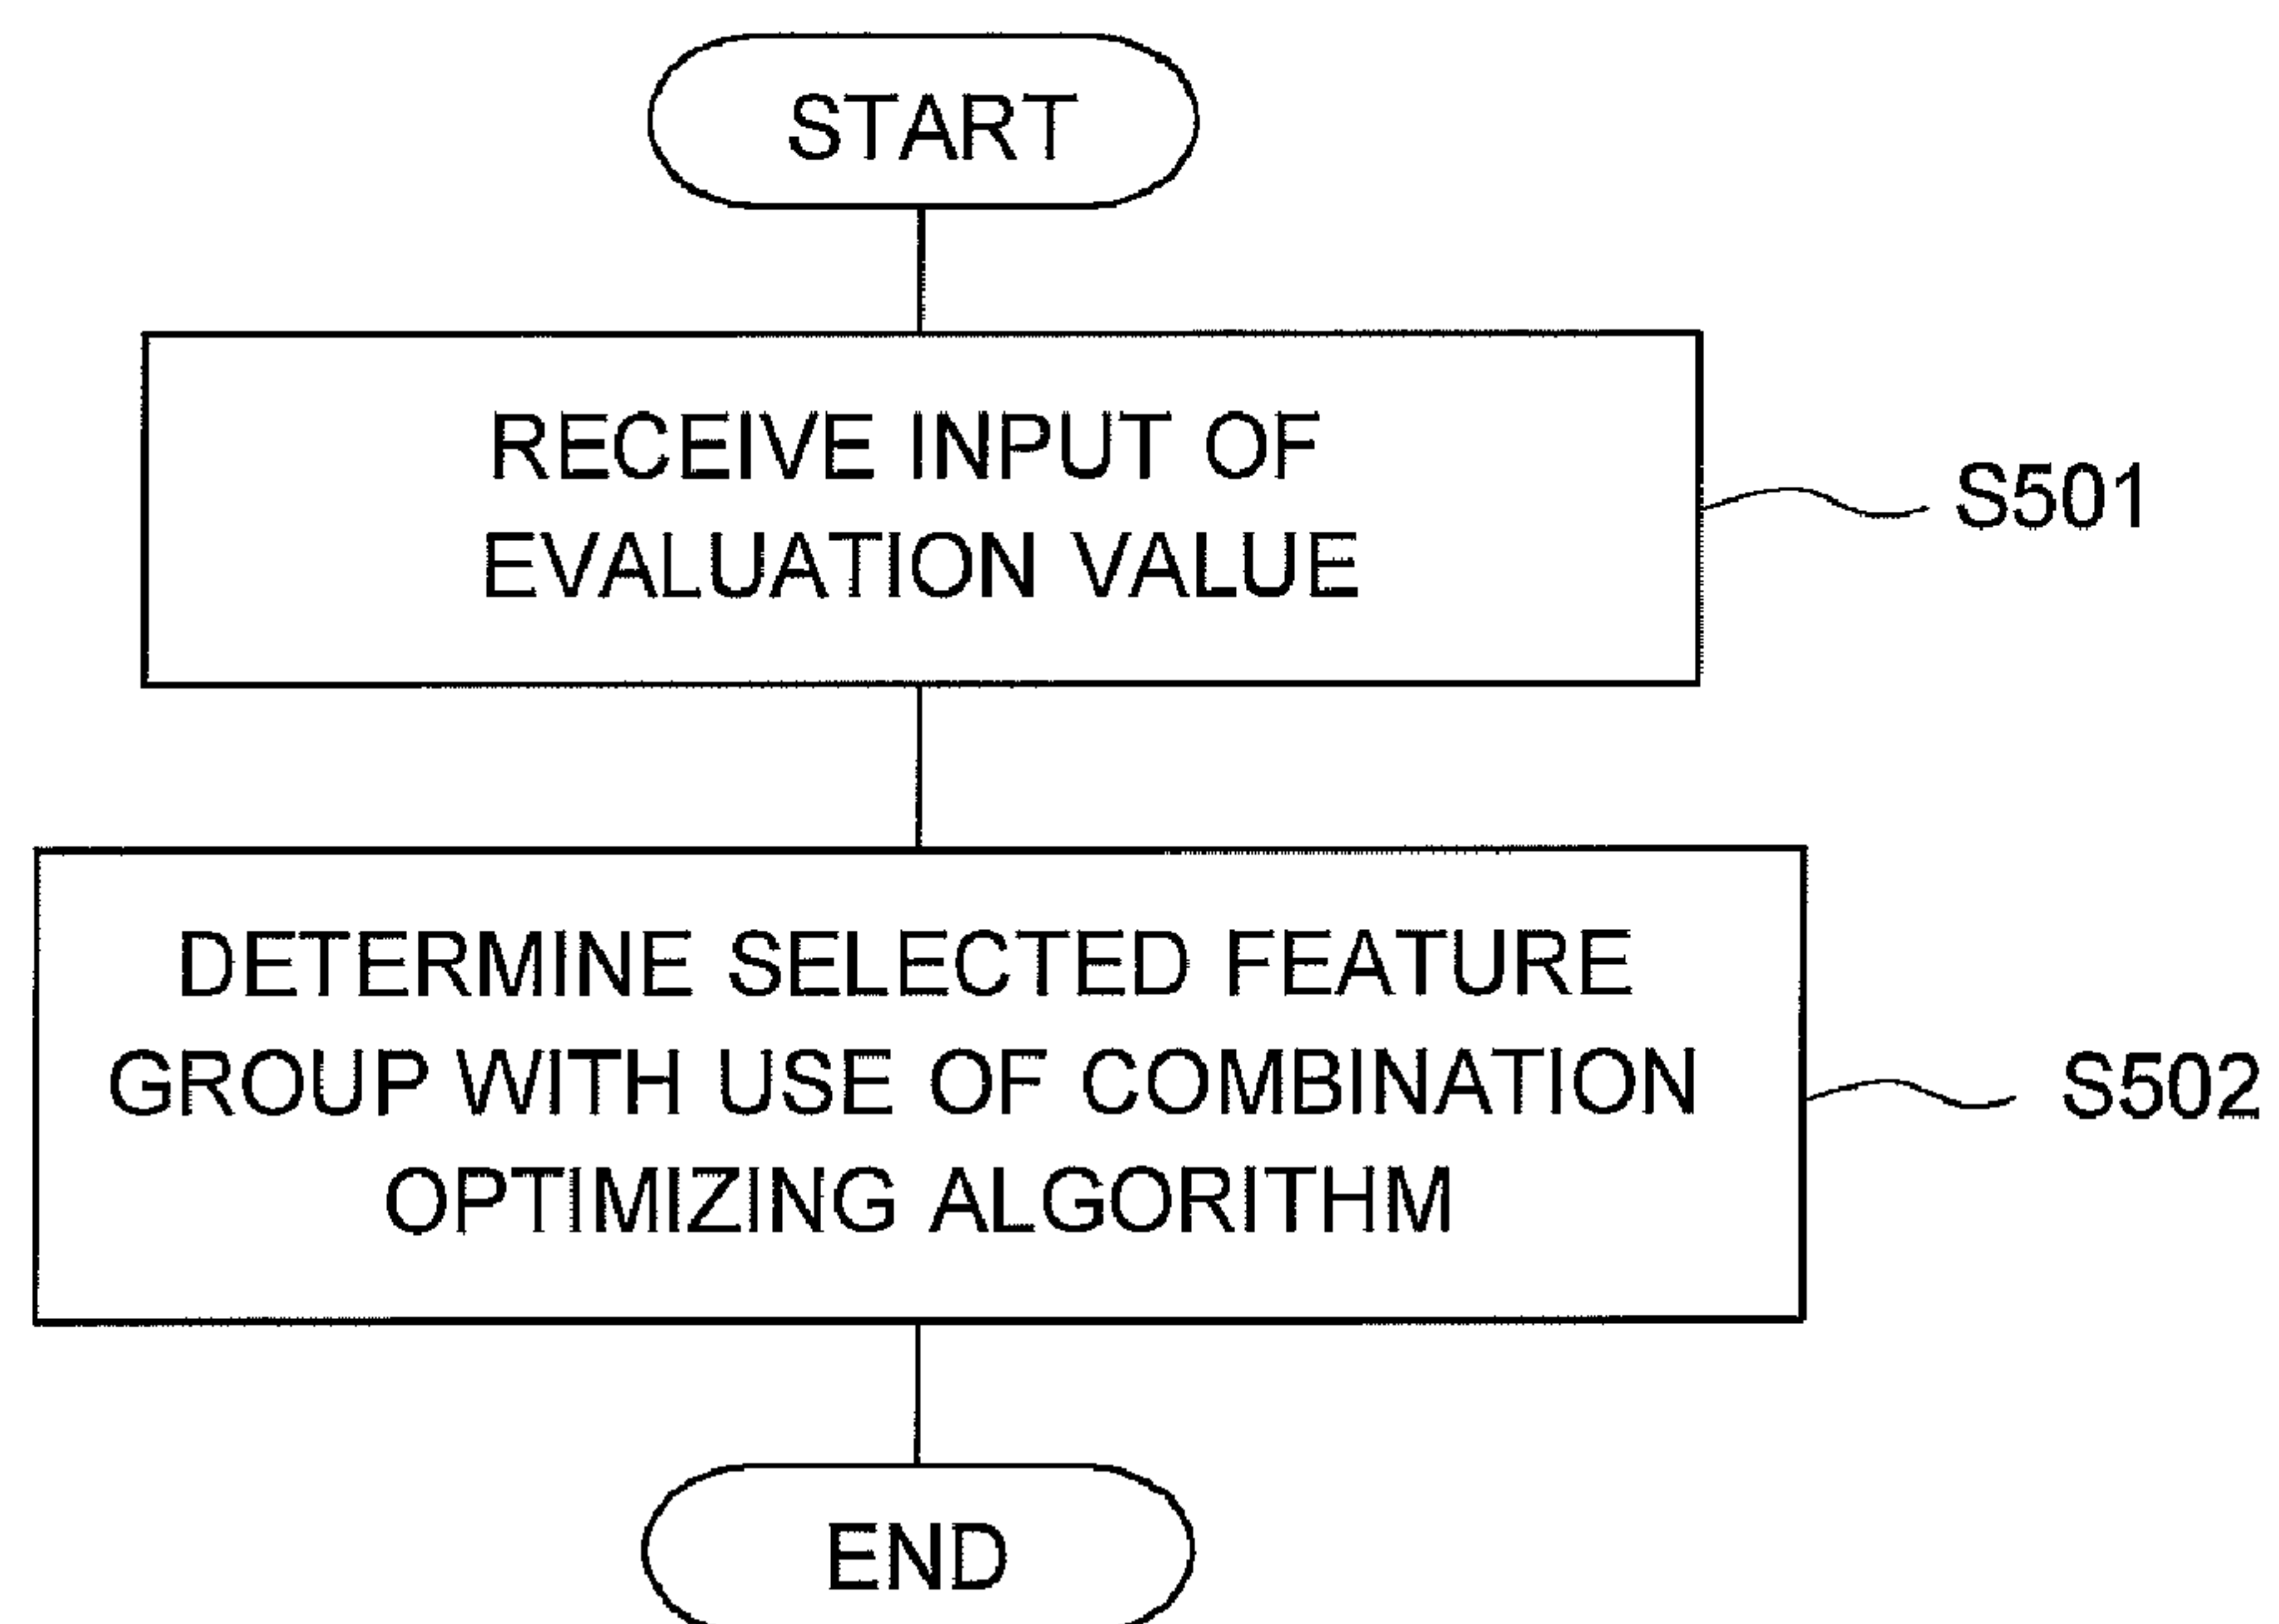 START
RECEIVE INPUT OF
EVALUATION VALUE
S501
DETERMINE SELECTED FEATURE
GROUP WITH USE OF COMBINATION
OPTIMIZING ALGORITHM
S502
END